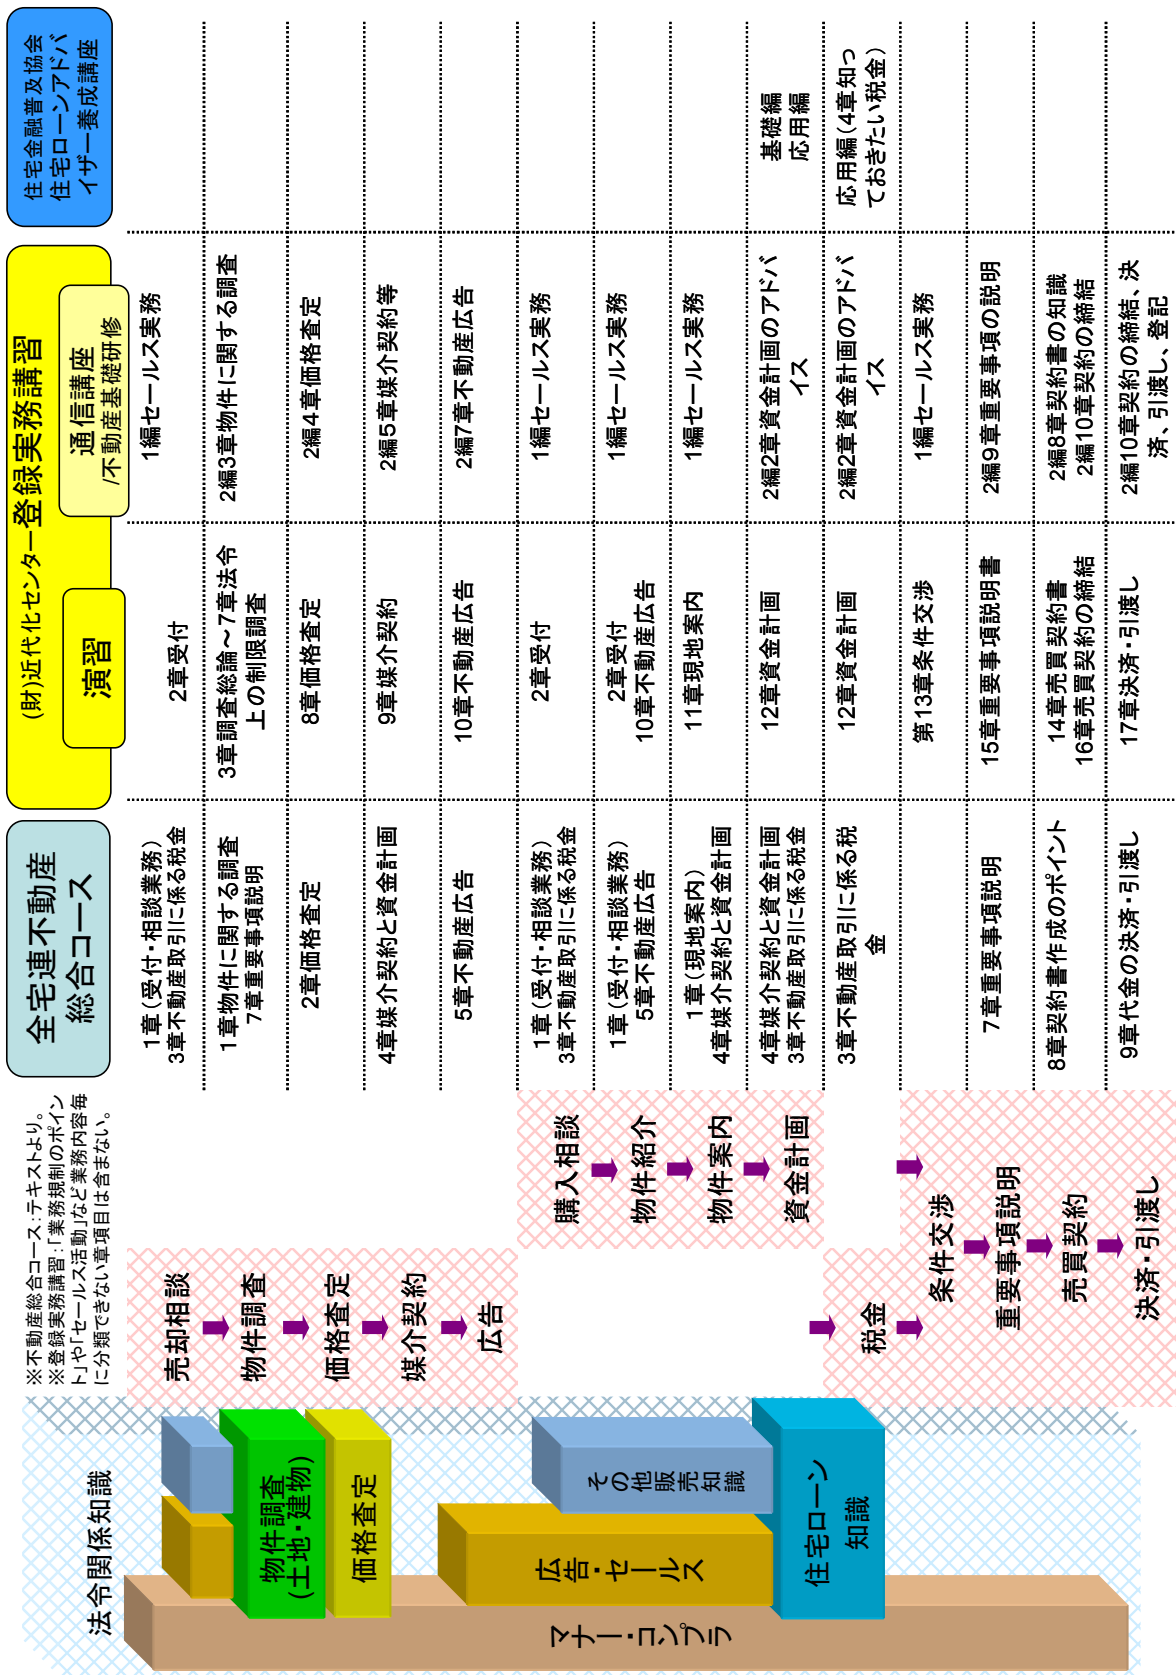 法令関係知識
マナー・コンプラ
物件調査
(土地・建物)
価格査定
広告・セールス
その他販売知識
住宅ローン
知識
※不動産総合コース:テキストより。
※登録実務講習:「業務規制のポイン
ト」や「セールス活動」など業務内容毎
に分類できない章項目は含まない。
売却相談
物件調査
価格査定
媒介契約
広告
購入相談
物件紹介
物件案内
資金計画
税金
条件交渉
重要事項説明
売買契約
決済・引渡し
全宅連不動産
総合コース
(財)近代化センター登録実務講習
演習
通信講座
/不動産基礎研修
住宅金融普及協会
住宅ローンアドバ
イザー養成講座
1章(受付・相談業務)
3章不動産取引に係る税金
2章受付
1編セールス実務
1章物件に関する調査
7章重要事項説明
3章調査総論~7章法令
上の制限調査
2編3章物件に関する調査
2章価格査定
8章価格査定
2編4章価格査定
4章媒介契約と資金計画
9章媒介契約
2編5章媒介契約等
5章不動産広告
10章不動産広告
2編7章不動産広告
1章(受付・相談業務)
3章不動産取引に係る税金
2章受付
1編セールス実務
1章(受付・相談業務)
5章不動産広告
2章受付
10章不動産広告
1編セールス実務
1章(現地案内)
4章媒介契約と資金計画
11章現地案内
1編セールス実務
4章媒介契約と資金計画
3章不動産取引に係る税金
12章資金計画
2編2章資金計画のアドバ
イス
基礎編
応用編
3章不動産取引に係る税
金
12章資金計画
2編2章資金計画のアドバ
イス
応用編(4章知っ
ておきたい税金)
第13章条件交渉
1編セールス実務
7章重要事項説明
15章重要事項説明書
2編9章重要事項の説明
8章契約書作成のポイント
14章売買契約書
16章売買契約の締結
2編8章契約書の知識
2編10章契約の締結
9章代金の決済・引渡し
17章決済・引渡し
2編10章契約の締結、決
済、引渡し、登記